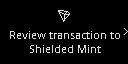 Review transaction to
Shielded Mint